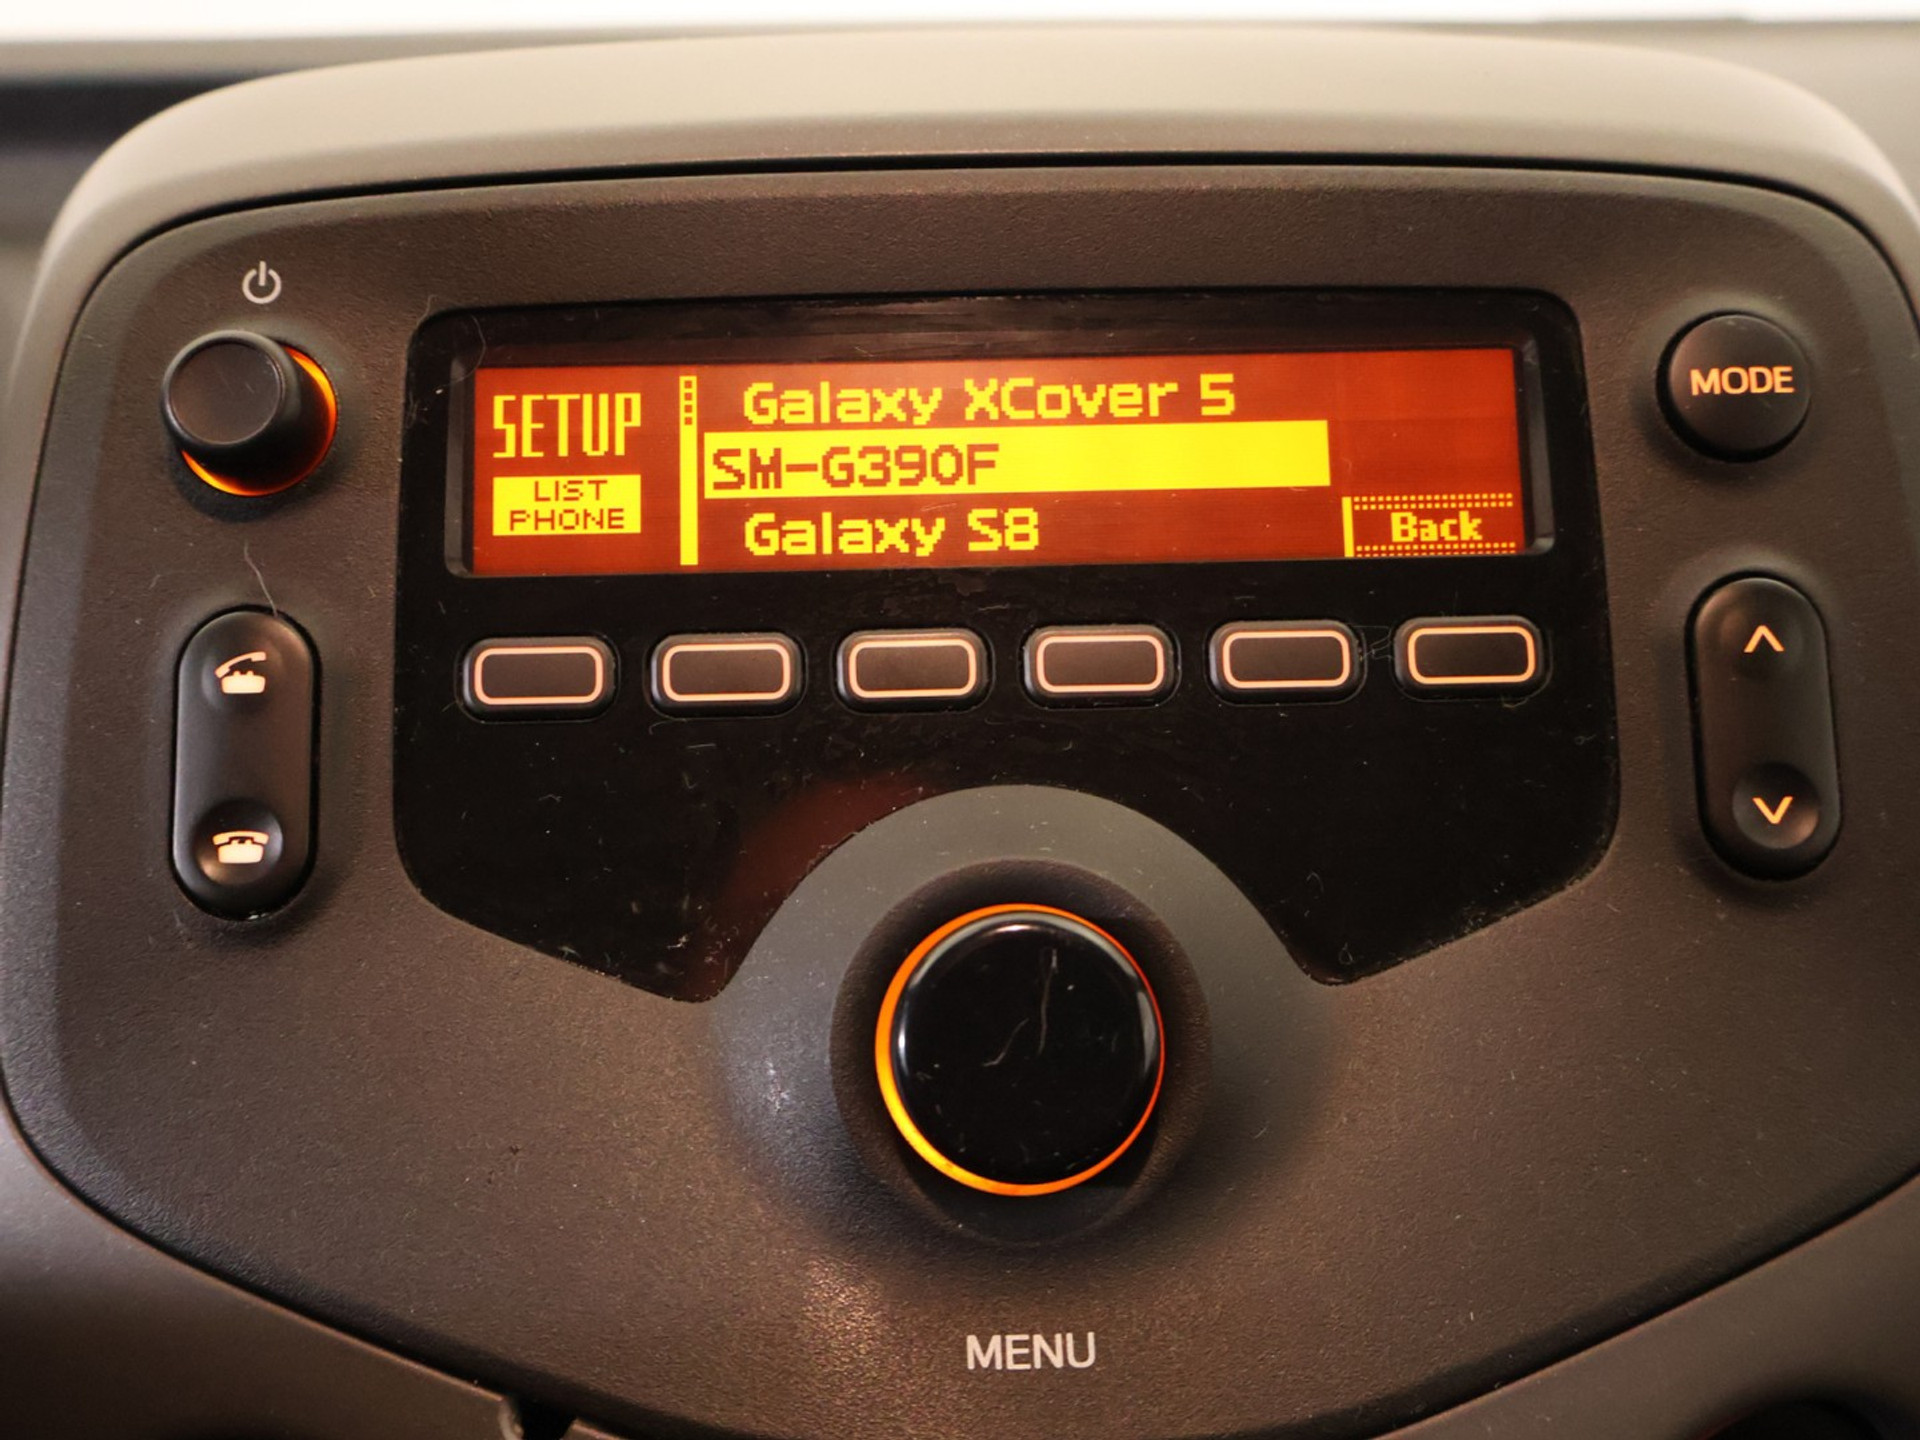 SETUP
LIST
PHONE
Galaxy XCover 5
SM-G390F
Galaxy S8
Back
MODE
MENU